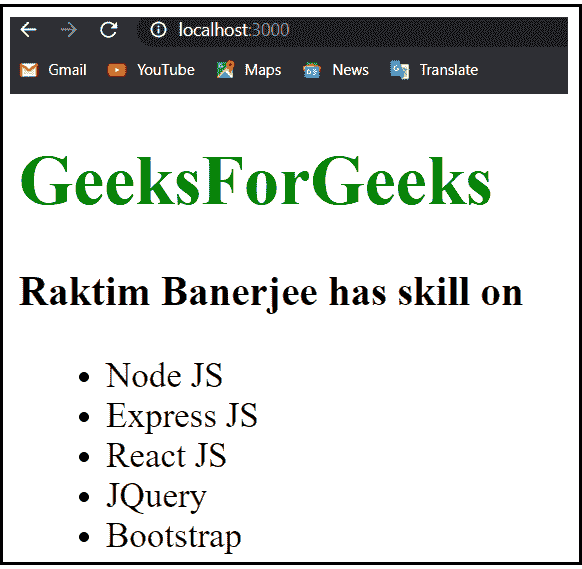 localhost:3000
Gmail YouTube Maps News Translate
GeeksForGeeks
Raktim Banerjee has skill on
Node JS
Express JS
React JS
JQuery
Bootstrap